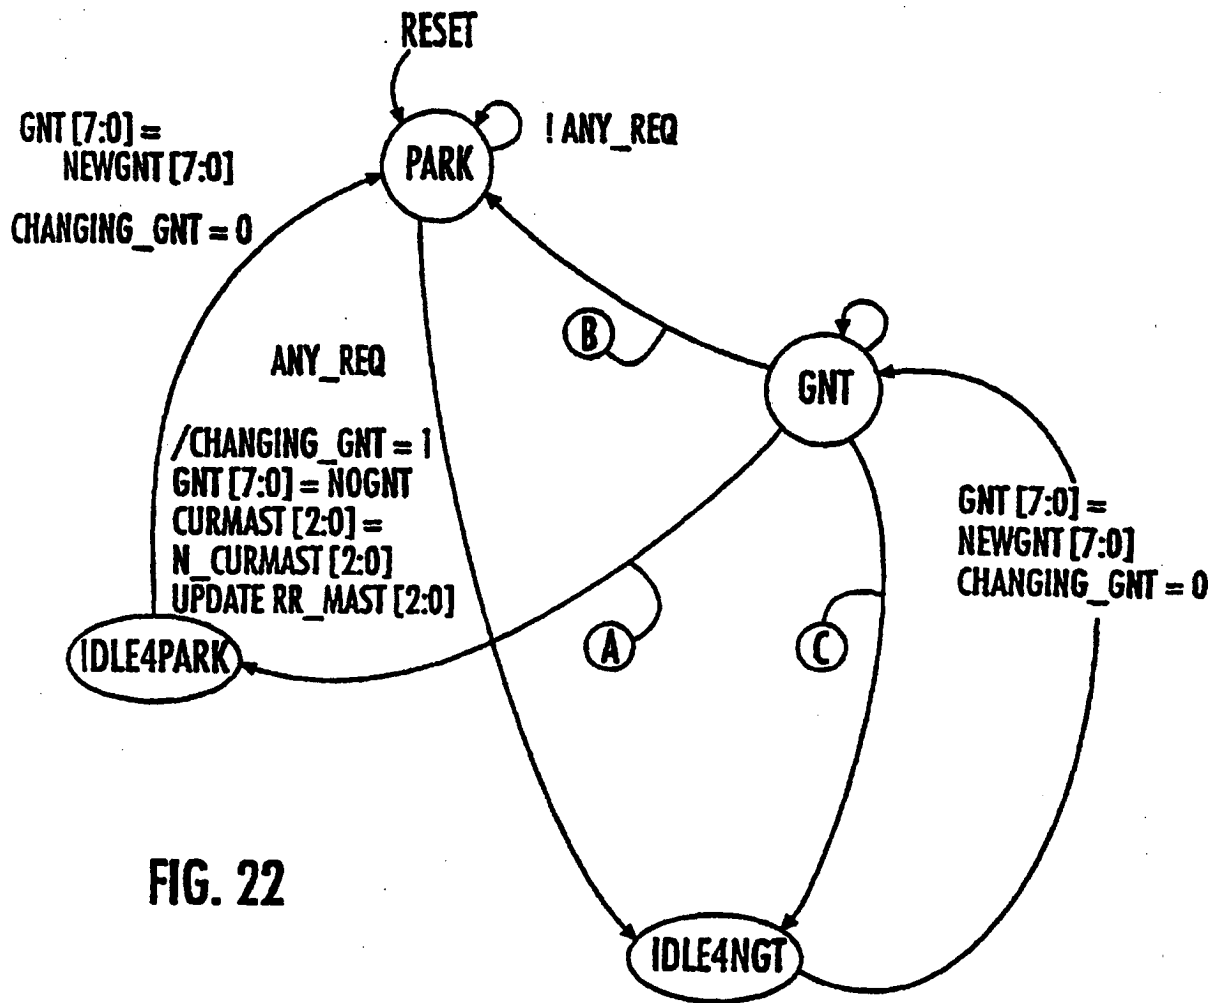 RESET
GNT [7:0] =
NEWGNT [7:0]
CHANGING_GNT = 0
PARK
! ANY_REQ
B
ANY_REQ
/CHANGING_GNT = 1
GNT [7:0] = NOGNT
CURMAST [2:0] =
N_CURMAST [2:0]
UPDATE RR_MAST [2:0]
GNT
GNT [7:0] =
NEWGNT [7:0]
CHANGING_GNT = 0
IDLE4PARK
A
C
FIG. 22
IDLE4NGT